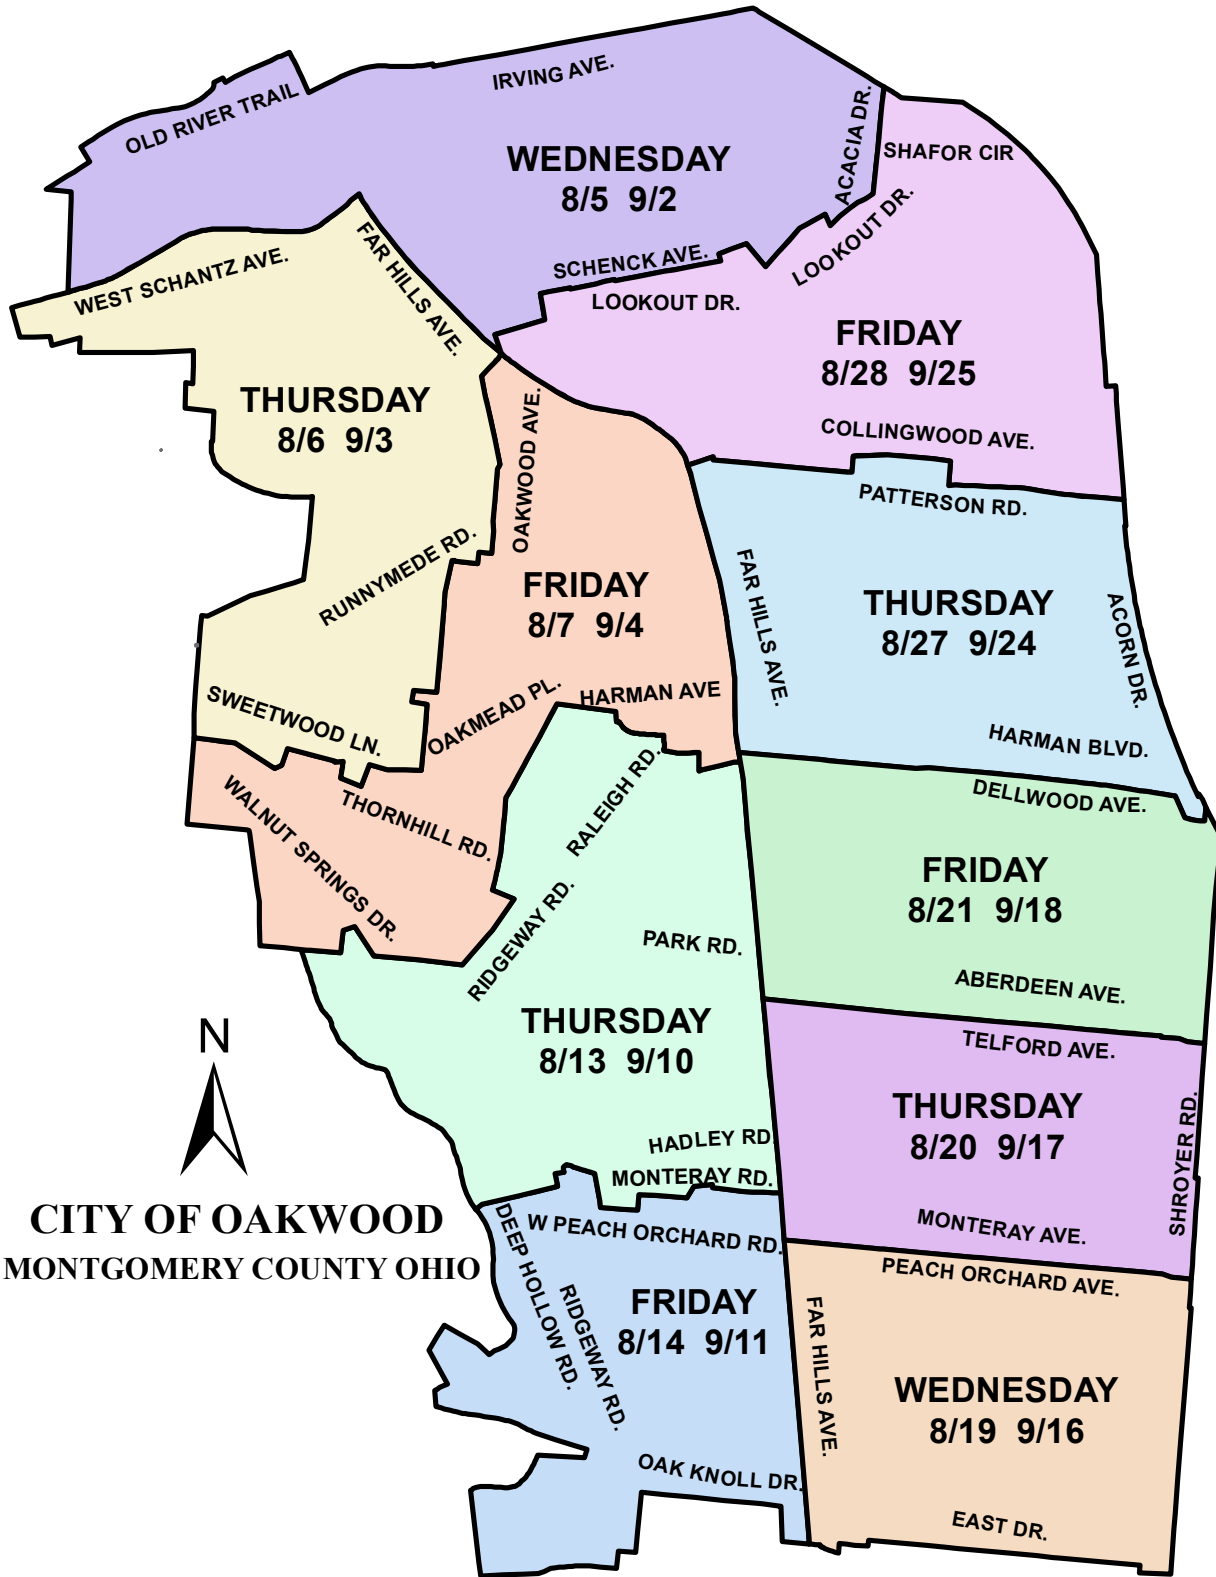 IRVING AVE.
OLD RIVER TRAIL
ACACIA DR.
SHAFOR CIR
WEDNESDAY
8/5 9/2
LOOKOUT DR.
FAR HILLS AVE.
SCHENCK AVE.
WEST SCHANTZ AVE.
LOOKOUT DR.
FRIDAY
8/28 9/25
THURSDAY
8/6 9/3
OAKWOOD AVE.
COLLINGWOOD AVE.
PATTERSON RD.
RUNNYMEDE RD.
FRIDAY
8/7 9/4
FAR HILLS AVE.
THURSDAY
8/27 9/24
ACORN DR.
SWEETWOOD LN.
OAKMEAD PL.
HARMAN AVE
HARMAN BLVD.
DELLWOOD AVE.
WALNUT SPRINGS DR.
THORNHILL RD.
RALEIGH RD.
FRIDAY
8/21 9/18
RIDGEWAY RD.
PARK RD.
ABERDEEN AVE.
THURSDAY
8/13 9/10
TELFORD AVE.
N
THURSDAY
8/20 9/17
SHROYER RD.
HADLEY RD.
MONTERAY RD.
CITY OF OAKWOOD
MONTGOMERY COUNTY OHIO
DEEP HOLLOW RD.
W PEACH ORCHARD RD.
MONTERAY AVE.
PEACH ORCHARD AVE.
RIDGEWAY RD.
FRIDAY
8/14 9/11
FAR HILLS AVE.
WEDNESDAY
8/19 9/16
OAK KNOLL DR.
EAST DR.